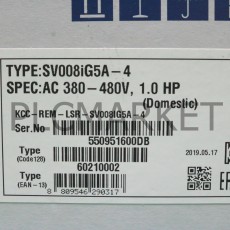 TYPE:SV008iG5A-4
SPEC:AC 380-480V, 1.0 HP
(Domestic)
KCC-REM-LSR-SV008iG5A-4
Ser.No
550951600DB
2019.05.17
Type
(Code128)
60210002
Type
(EAN-13)
8 809546 290317
PLCMARKET